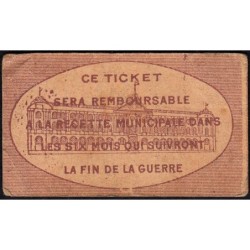 CE TICKET
SERA REMBOURSABLE
A LA RECETTE MUNICIPALE DANS
LES SIX MOIS QUI SUIVRONT
LA FIN DE LA GUERRE